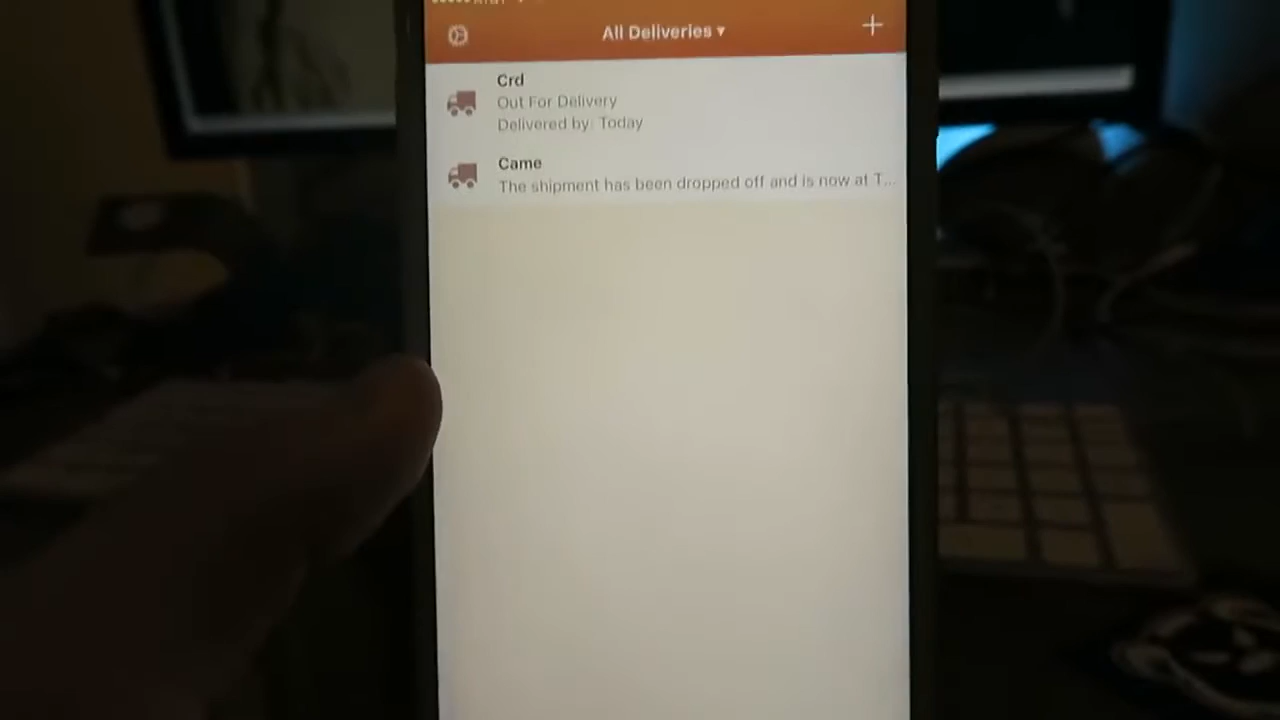 All Deliveries ▾
Crd
Out For Delivery
Delivered by: Today
Came
The shipment has been dropped off and is now at T...